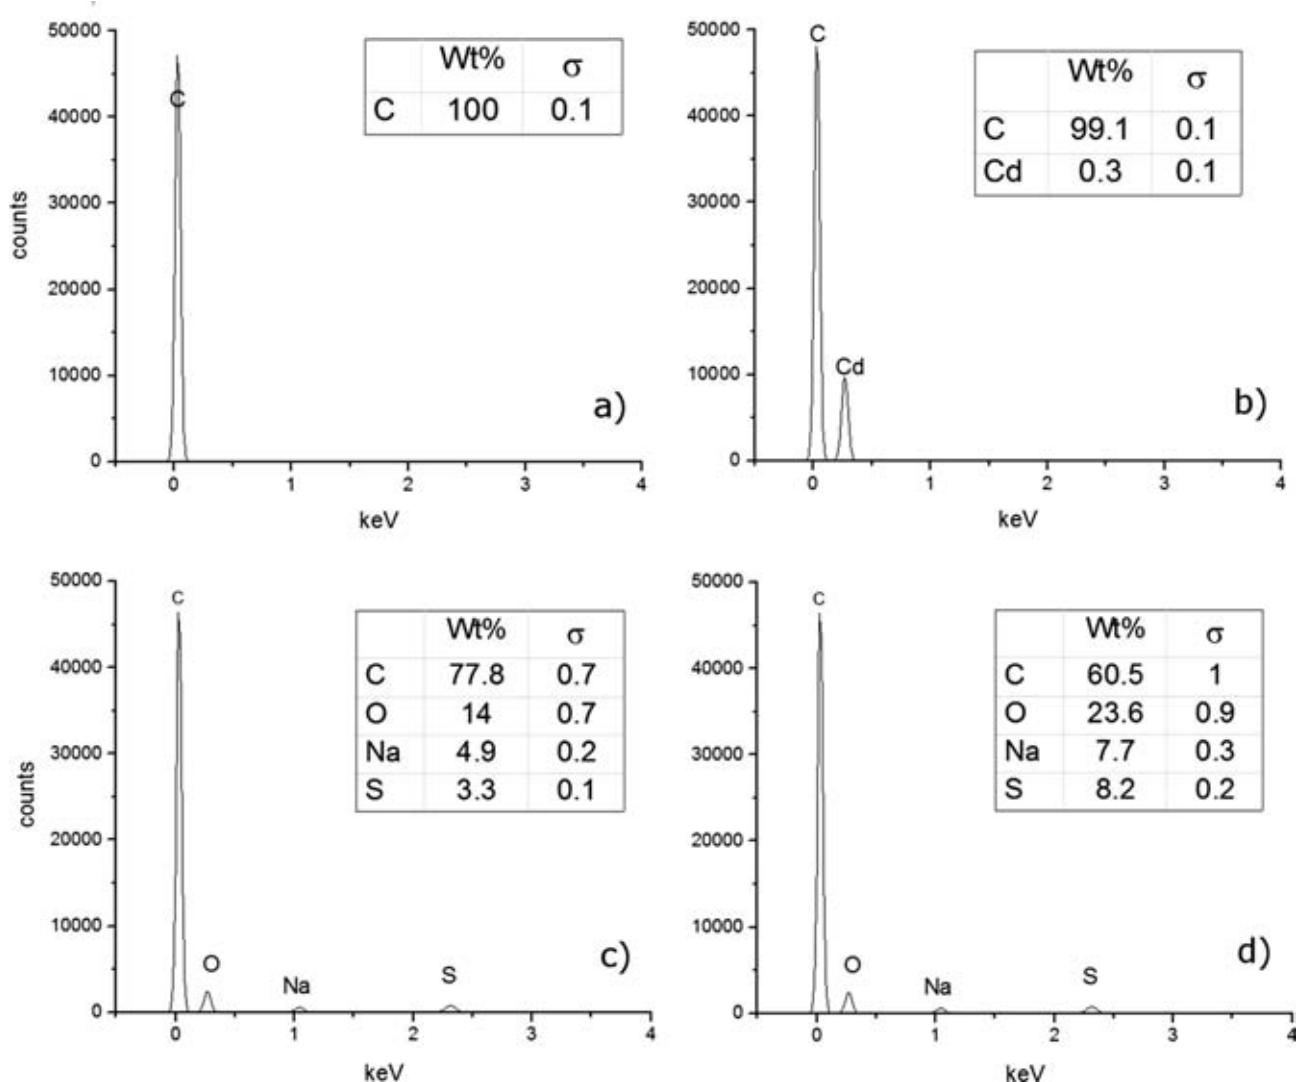 50000
40000
30000
20000
10000
0
counts
C
Wt% σ
C 100 0.1
a)
0 1 2 3 4
keV
50000
40000
30000
20000
10000
0
C
Cd
Wt% σ
C 99.1 0.1
Cd 0.3 0.1
b)
0 1 2 3 4
keV
50000
40000
30000
20000
10000
0
counts
C
Wt% σ
C 77.8 0.7
O 14 0.7
Na 4.9 0.2
S 3.3 0.1
O
Na
S
c)
0 1 2 3 4
keV
50000
40000
30000
20000
10000
0
C
Wt% σ
C 60.5 1
O 23.6 0.9
Na 7.7 0.3
S 8.2 0.2
O
Na
S
d)
0 1 2 3 4
keV